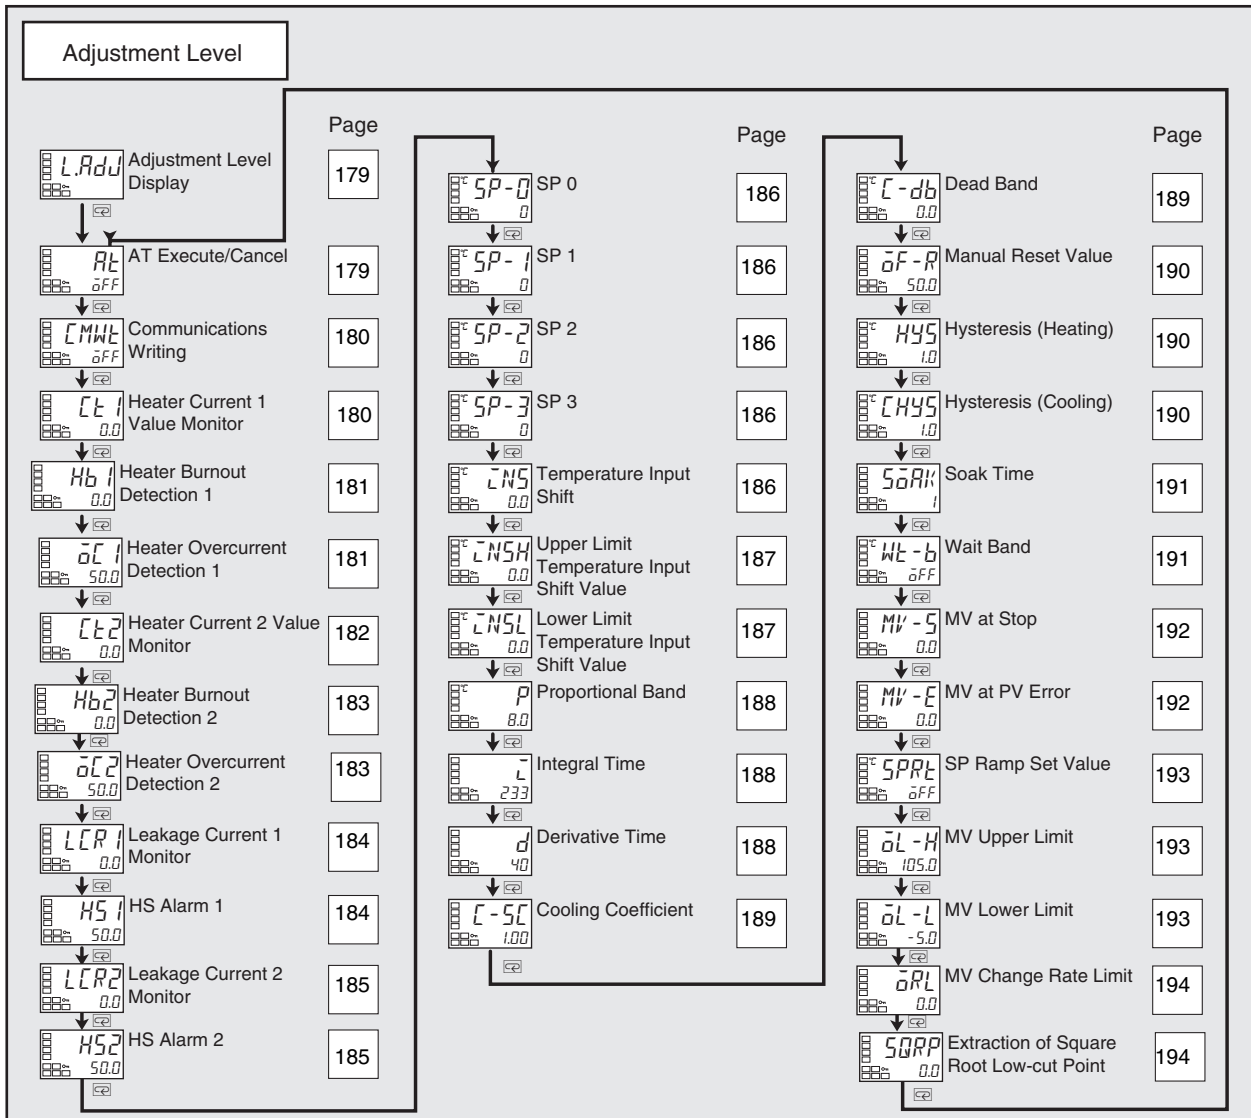 Adjustment Level
Page
L.AdJ
Adjustment Level
Display
179
At
oFF
AT Execute/Cancel
179
CMWt
oFF
Communications
Writing
180
Ct1
0.0
Heater Current 1
Value Monitor
180
Hb1
0.0
Heater Burnout
Detection 1
181
oC1
50.0
Heater Overcurrent
Detection 1
181
Ct2
0.0
Heater Current 2 Value
Monitor
182
Hb2
0.0
Heater Burnout
Detection 2
183
oC2
50.0
Heater Overcurrent
Detection 2
183
LCR1
0.0
Leakage Current 1
Monitor
184
HS1
50.0
HS Alarm 1
184
LCR2
0.0
Leakage Current 2
Monitor
185
HS2
50.0
HS Alarm 2
185
Page
°C
SP-0
0
SP 0
186
°C
SP-1
0
SP 1
186
°C
SP-2
0
SP 2
186
°C
SP-3
0
SP 3
186
°C
iNS
0.0
Temperature Input
Shift
186
°C
iNSH
0.0
Upper Limit
Temperature Input
Shift Value
187
°C
iNSL
0.0
Lower Limit
Temperature Input
Shift Value
187
°C
P
8.0
Proportional Band
188
i
233
Integral Time
188
d
40
Derivative Time
188
C-SC
1.00
Cooling Coefficient
189
Page
°C
C-db
0.0
Dead Band
189
oF-R
50.0
Manual Reset Value
190
°C
HYS
1.0
Hysteresis (Heating)
190
°C
CHYS
1.0
Hysteresis (Cooling)
190
SoAK
1
Soak Time
191
°C
Wt-b
oFF
Wait Band
191
MV-S
0.0
MV at Stop
192
MV-E
0.0
MV at PV Error
192
°C
SPRt
oFF
SP Ramp Set Value
193
oL-H
105.0
MV Upper Limit
193
oL-L
-5.0
MV Lower Limit
193
oRL
0.0
MV Change Rate Limit
194
SQRP
0.0
Extraction of Square
Root Low-cut Point
194